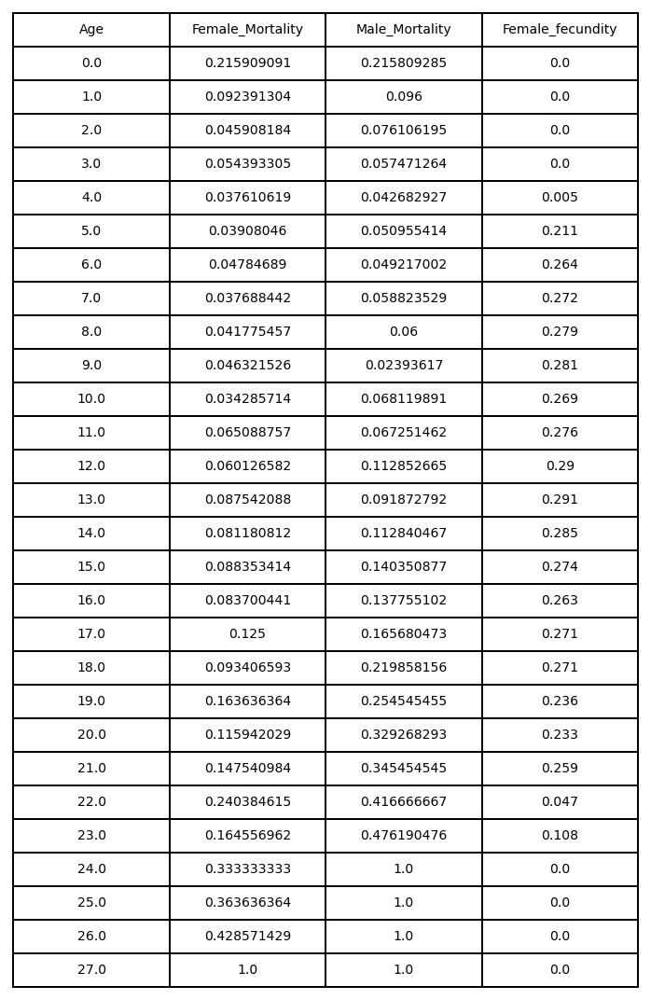 Age Female_Mortality Male_Mortality Female_fecundity
0.0 0.215909091 0.215809285 0.0
1.0 0.092391304 0.096 0.0
2.0 0.045908184 0.076106195 0.0
3.0 0.054393305 0.057471264 0.0
4.0 0.037610619 0.042682927 0.005
5.0 0.03908046 0.050955414 0.211
6.0 0.04784689 0.049217002 0.264
7.0 0.037688442 0.058823529 0.272
8.0 0.041775457 0.06 0.279
9.0 0.046321526 0.02393617 0.281
10.0 0.034285714 0.068119891 0.269
11.0 0.065088757 0.067251462 0.276
12.0 0.060126582 0.112852665 0.29
13.0 0.087542088 0.091872792 0.291
14.0 0.081180812 0.112840467 0.285
15.0 0.088353414 0.140350877 0.274
16.0 0.083700441 0.137755102 0.263
17.0 0.125 0.165680473 0.271
18.0 0.093406593 0.219858156 0.271
19.0 0.163636364 0.254545455 0.236
20.0 0.115942029 0.329268293 0.233
21.0 0.147540984 0.345454545 0.259
22.0 0.240384615 0.416666667 0.047
23.0 0.164556962 0.476190476 0.108
24.0 0.333333333 1.0 0.0
25.0 0.363636364 1.0 0.0
26.0 0.428571429 1.0 0.0
27.0 1.0 1.0 0.0